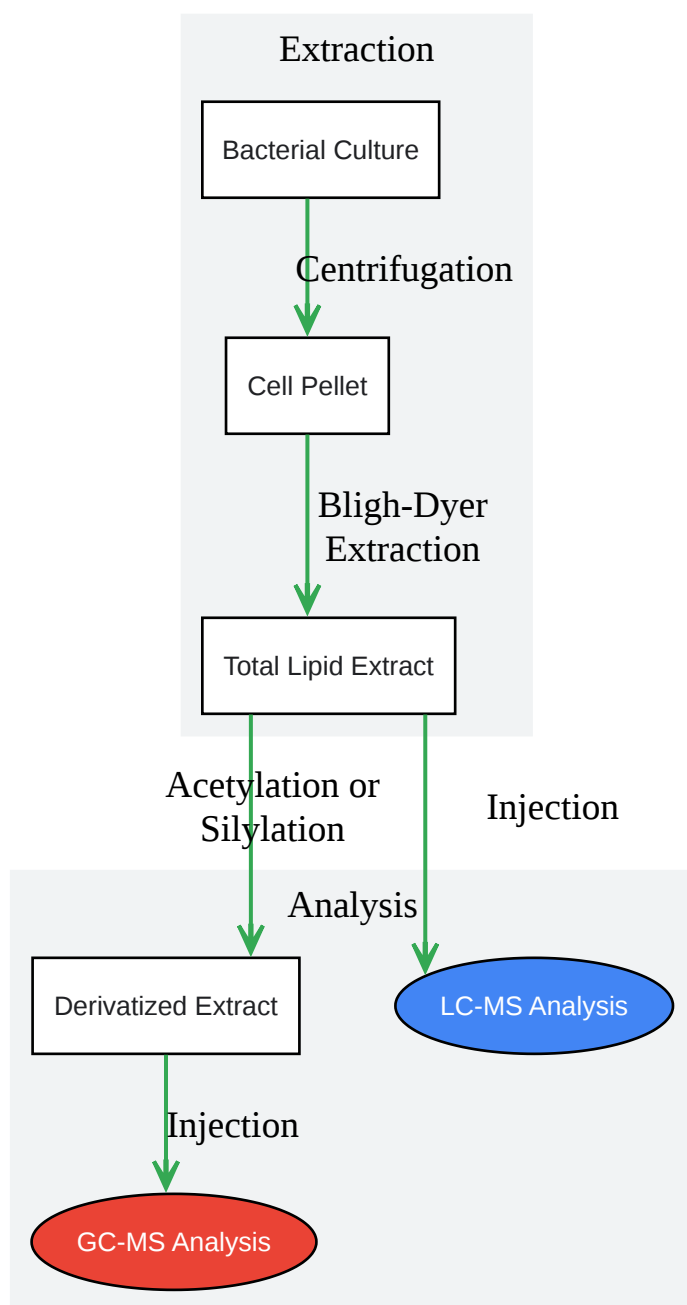 Extraction
Bacterial Culture
Centrifugation
Cell Pellet
Bligh-Dyer
Extraction
Total Lipid Extract
Acetylation or
Silylation
Injection
Analysis
Derivatized Extract
LC-MS Analysis
Injection
GC-MS Analysis